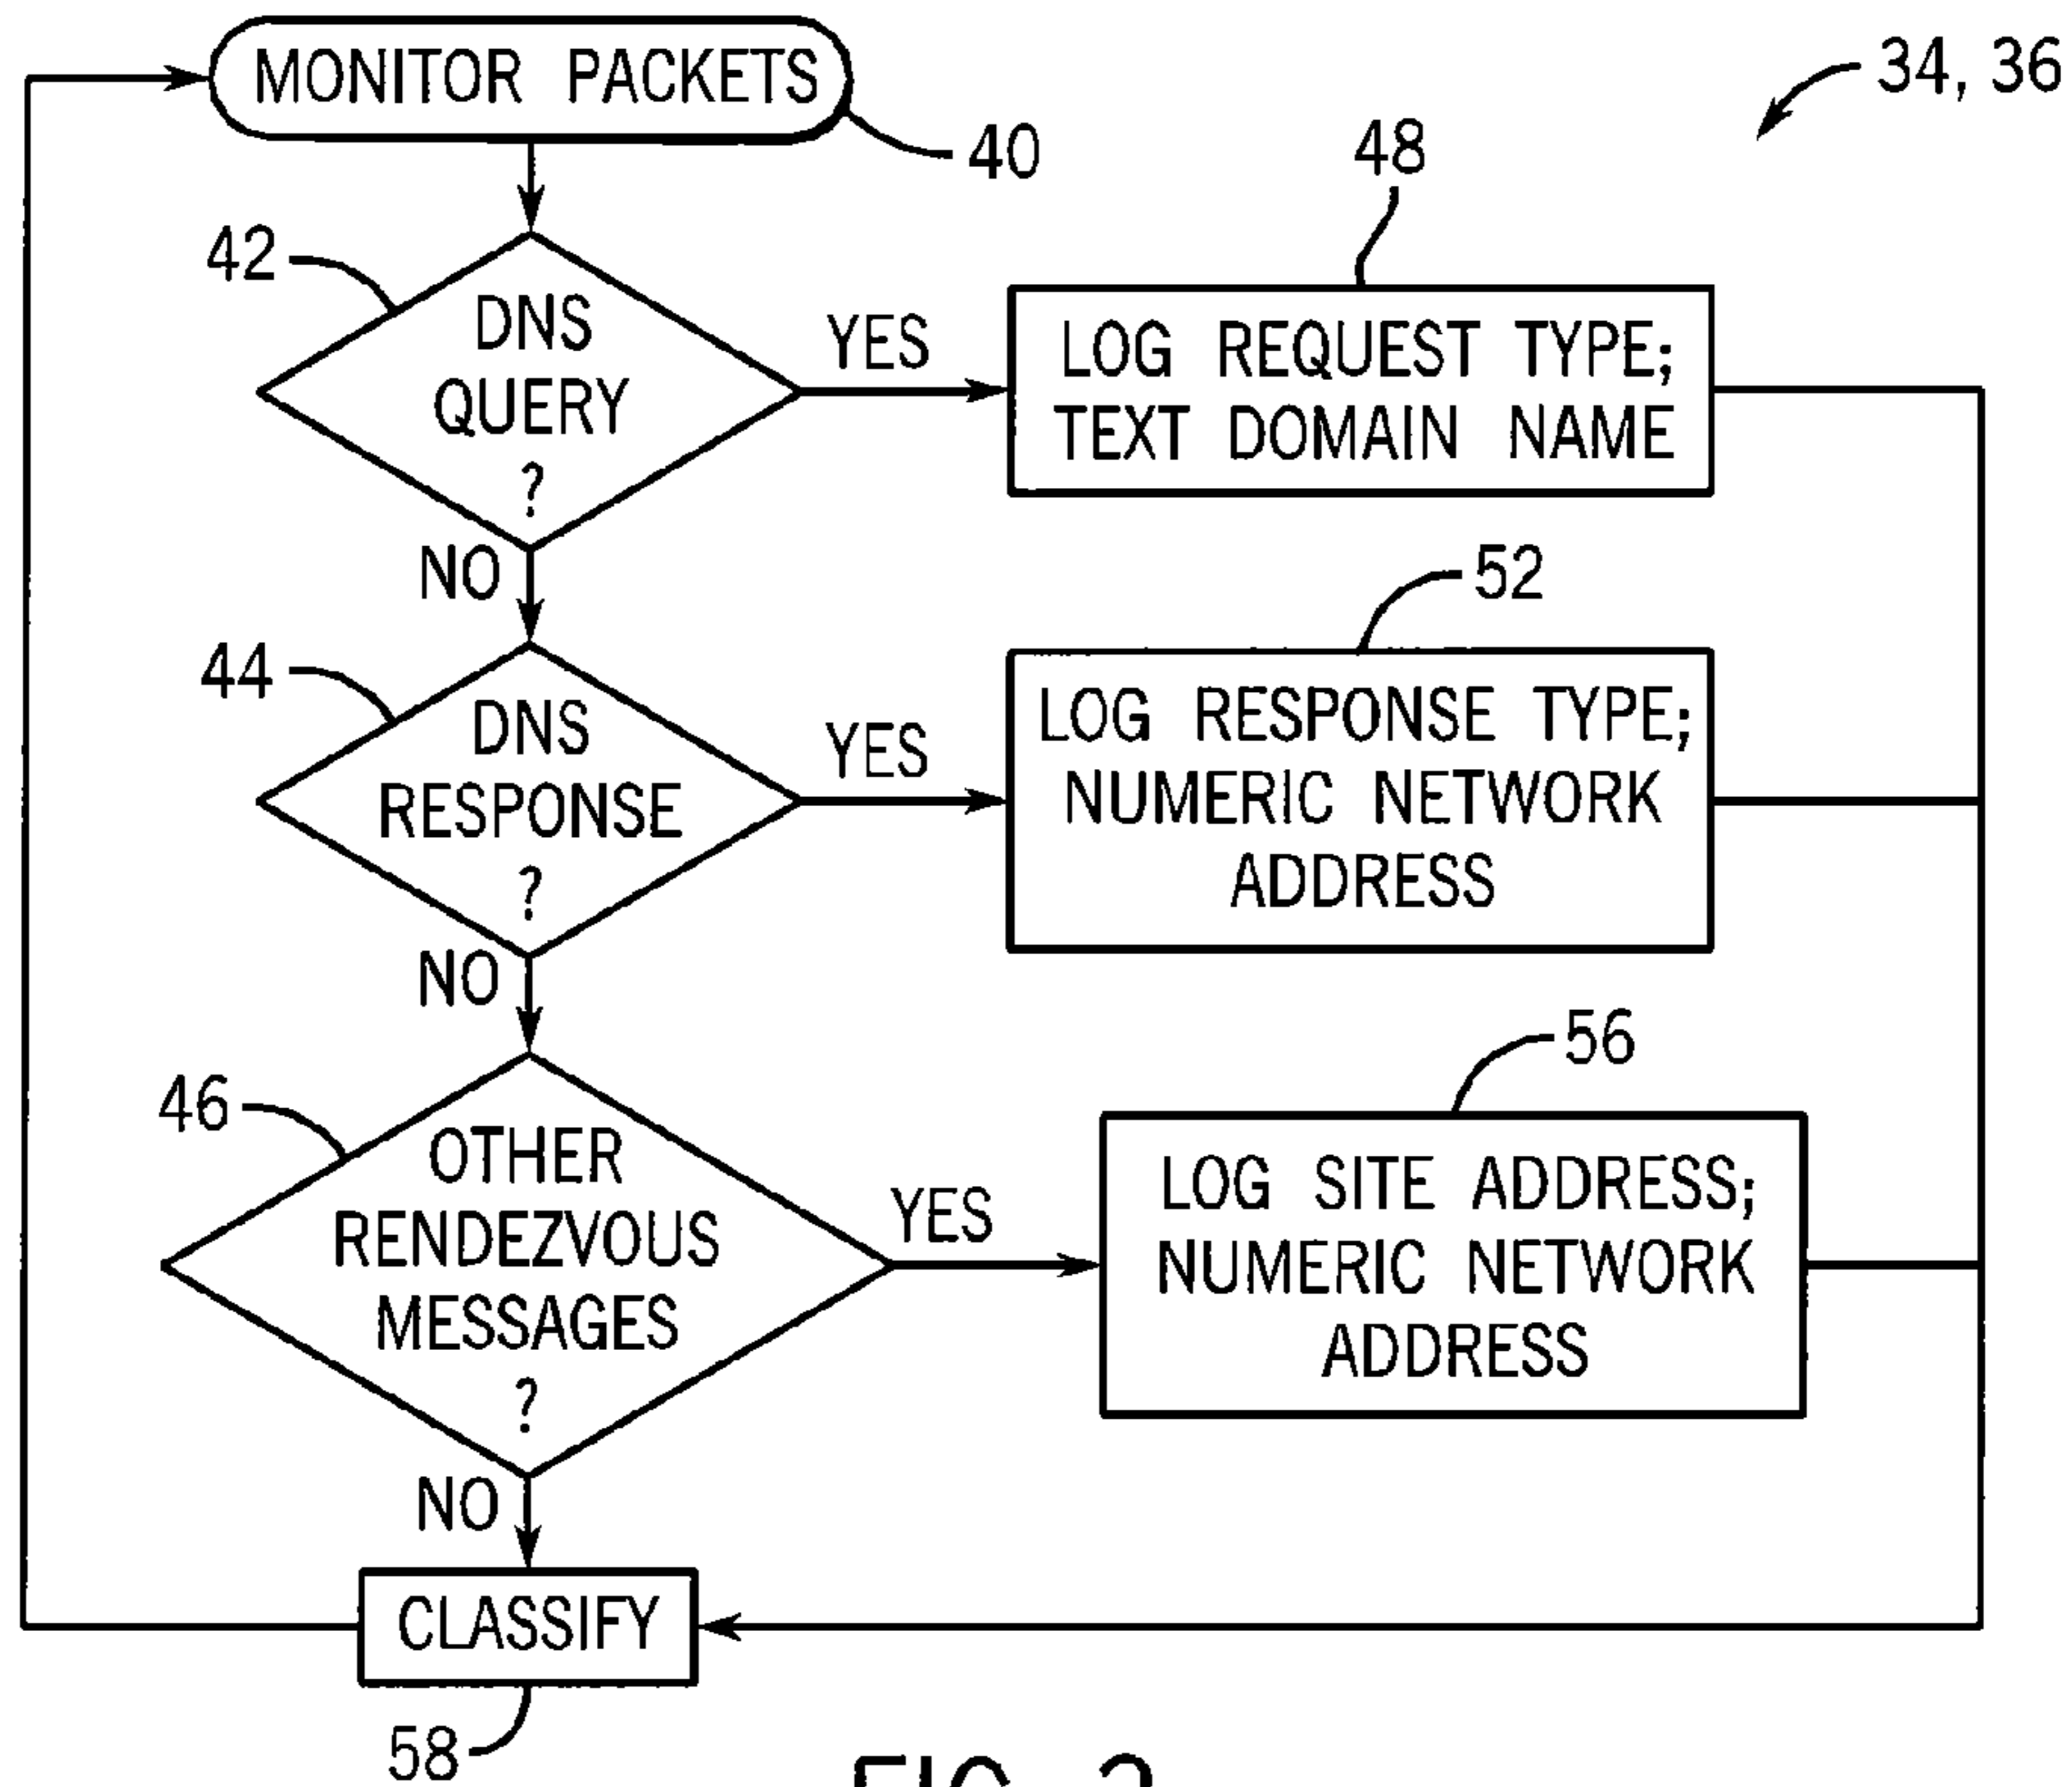 MONITOR PACKETS
34, 36
40
48
42
DNS
QUERY
?
YES
LOG REQUEST TYPE;
TEXT DOMAIN NAME
NO
52
44
DNS
RESPONSE
?
YES
LOG RESPONSE TYPE;
NUMERIC NETWORK
ADDRESS
NO
56
46
OTHER
RENDEZVOUS
MESSAGES
?
YES
LOG SITE ADDRESS;
NUMERIC NETWORK
ADDRESS
NO
CLASSIFY
58
FIG.